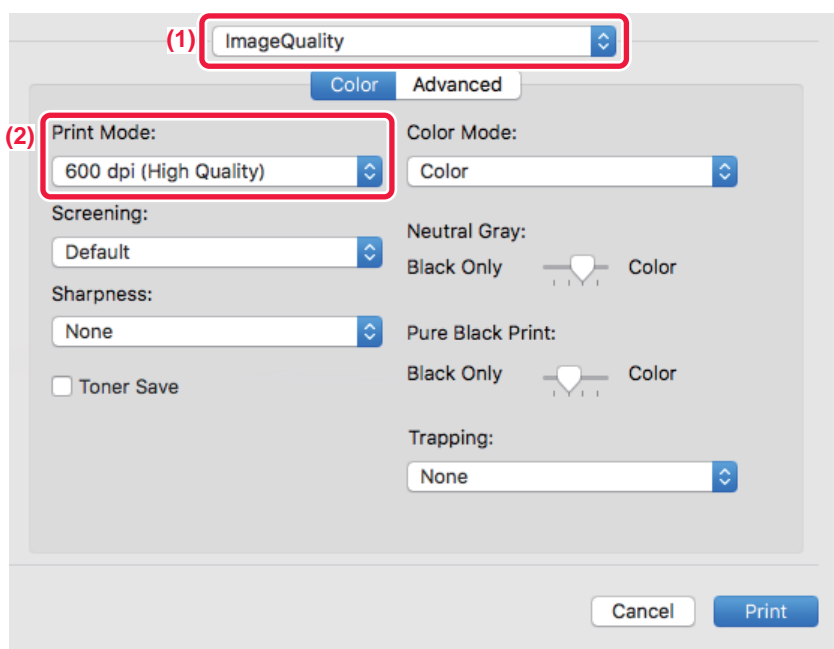 (1) ImageQuality
Color Advanced
(2) Print Mode:
600 dpi (High Quality)
Screening:
Default
Sharpness:
None
Toner Save
Color Mode:
Color
Neutral Gray:
Black Only Color
Pure Black Print:
Black Only Color
Trapping:
None
Cancel Print